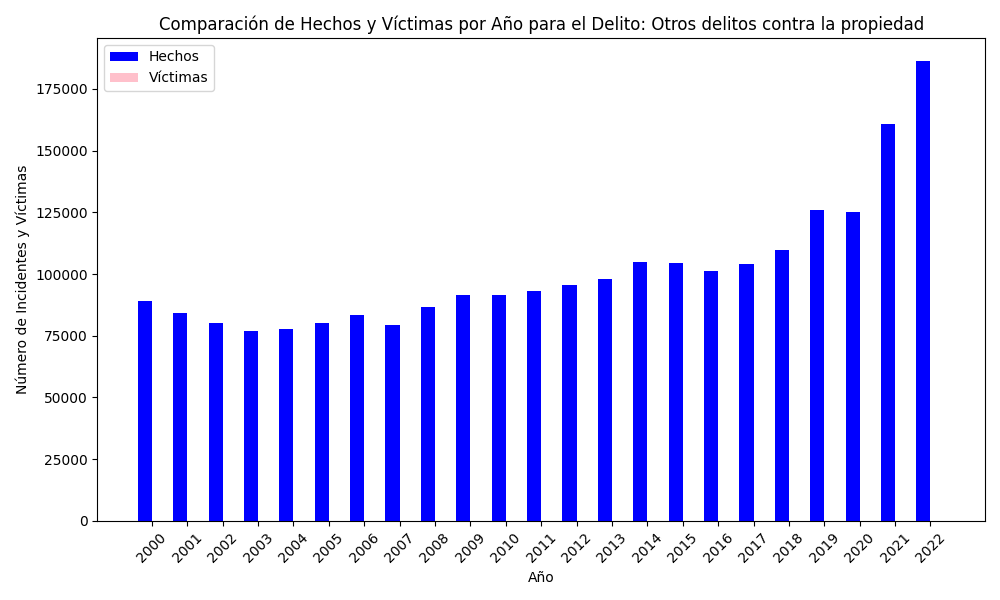 Comparación de Hechos y Víctimas por Año para el Delito: Otros delitos contra la propiedad
Hechos
Víctimas
Número de Incidentes y Víctimas
175000
150000
125000
100000
75000
50000
25000
0
2000 2001 2002 2003 2004 2005 2006 2007 2008 2009 2010 2011 2012 2013 2014 2015 2016 2017 2018 2019 2020 2021 2022
Año